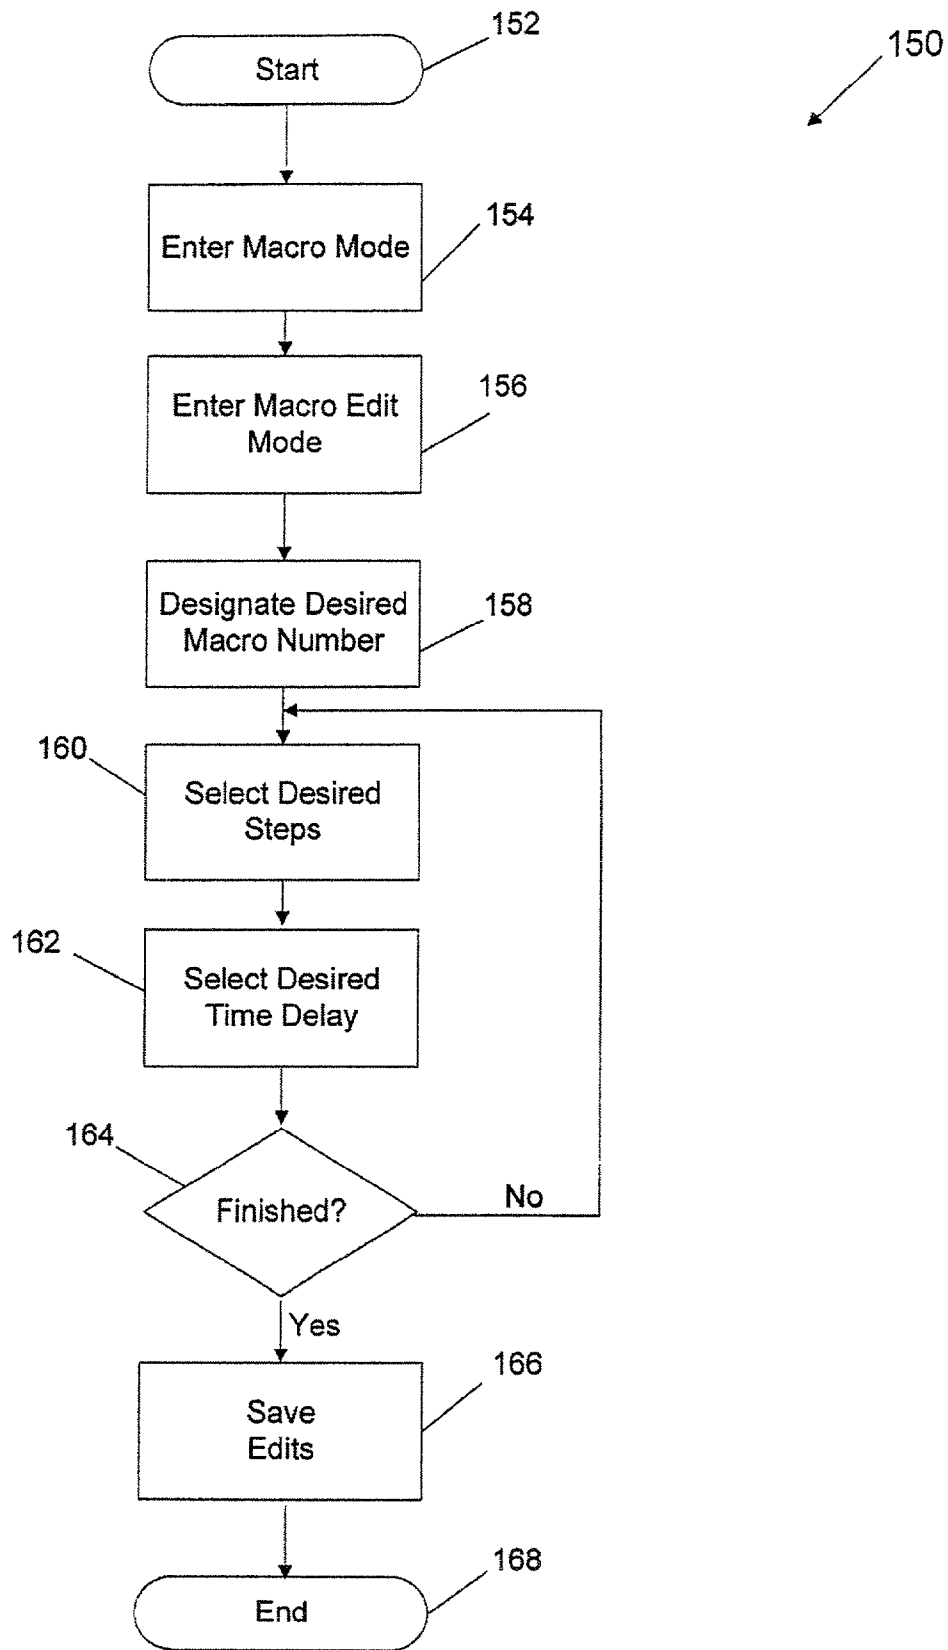 152
150
Start
154
Enter Macro Mode
156
Enter Macro Edit
Mode
158
Designate Desired
Macro Number
160
Select Desired
Steps
162
Select Desired
Time Delay
164
Finished?
No
Yes
166
Save
Edits
168
End